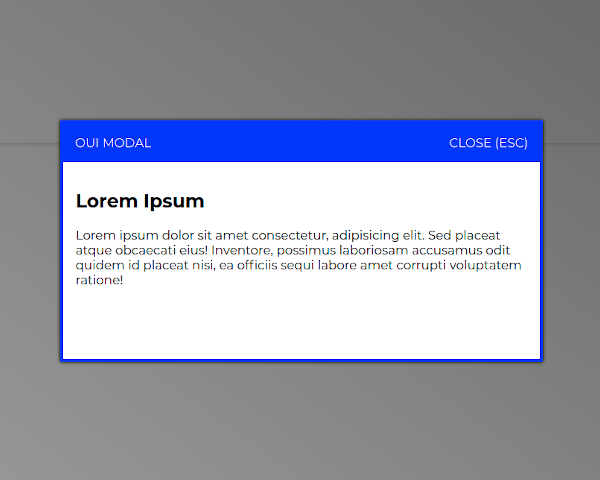 OUI MODAL
CLOSE (ESC)
Lorem Ipsum
Lorem ipsum dolor sit amet consectetur, adipisicing elit. Sed placeat
atque obcaecati eius! Inventore, possimus laboriosam accusamus odit
quidem id placeat nisi, ea officiis sequi labore amet corrupti voluptatem
ratione!